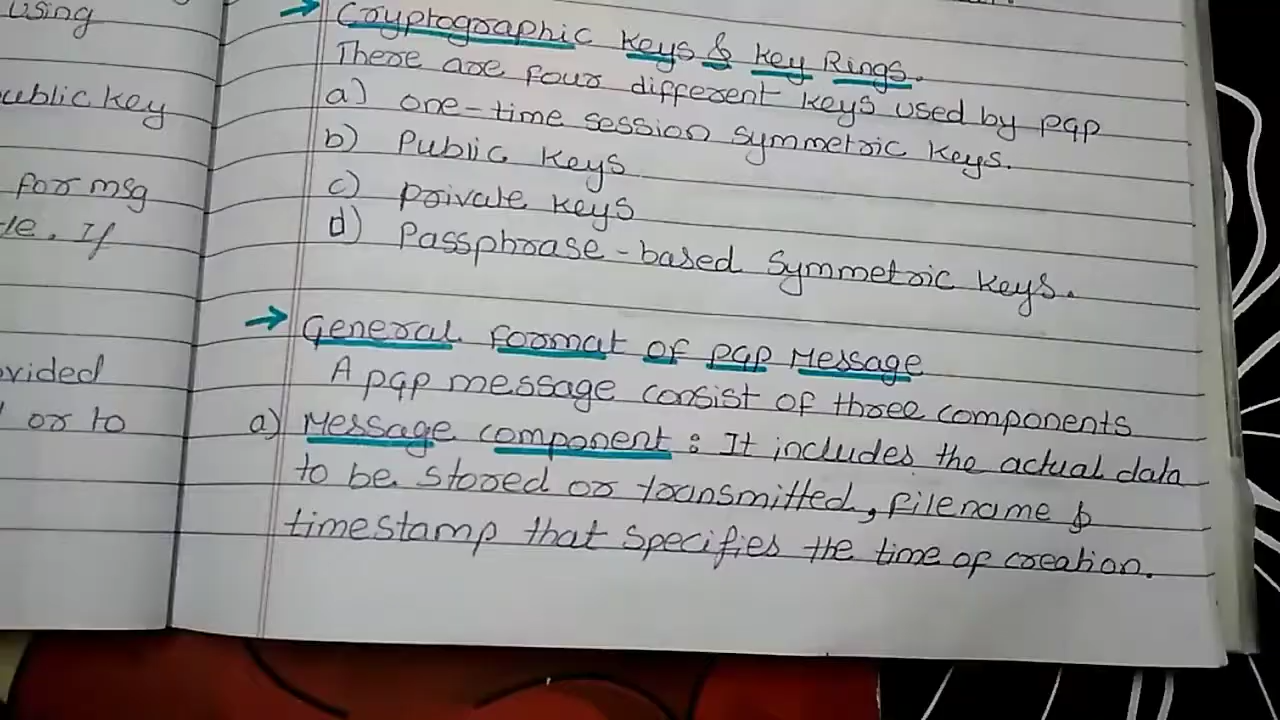 using
ublic key
for msg
le. If
vided
or to
→ Cryptographic Keys & Key Rings.
There are four different keys used by pgp
a) one-time session symmetric keys.
b) Public keys
c) private keys
d) Passphrase-based symmetric keys.
→ General format of pgp Message
A pgp message consist of three components
a) Message component : It includes the actual data
to be stored or transmitted, filename &
timestamp that specifies the time of creation.